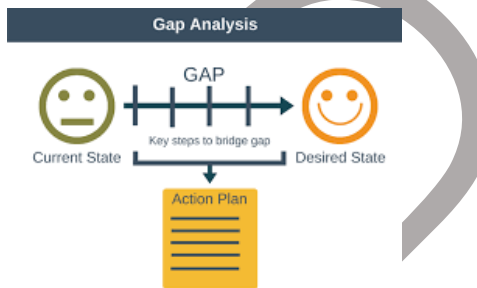 Gap Analysis
GAP
Key steps to bridge gap
Current State
Desired State
Action Plan